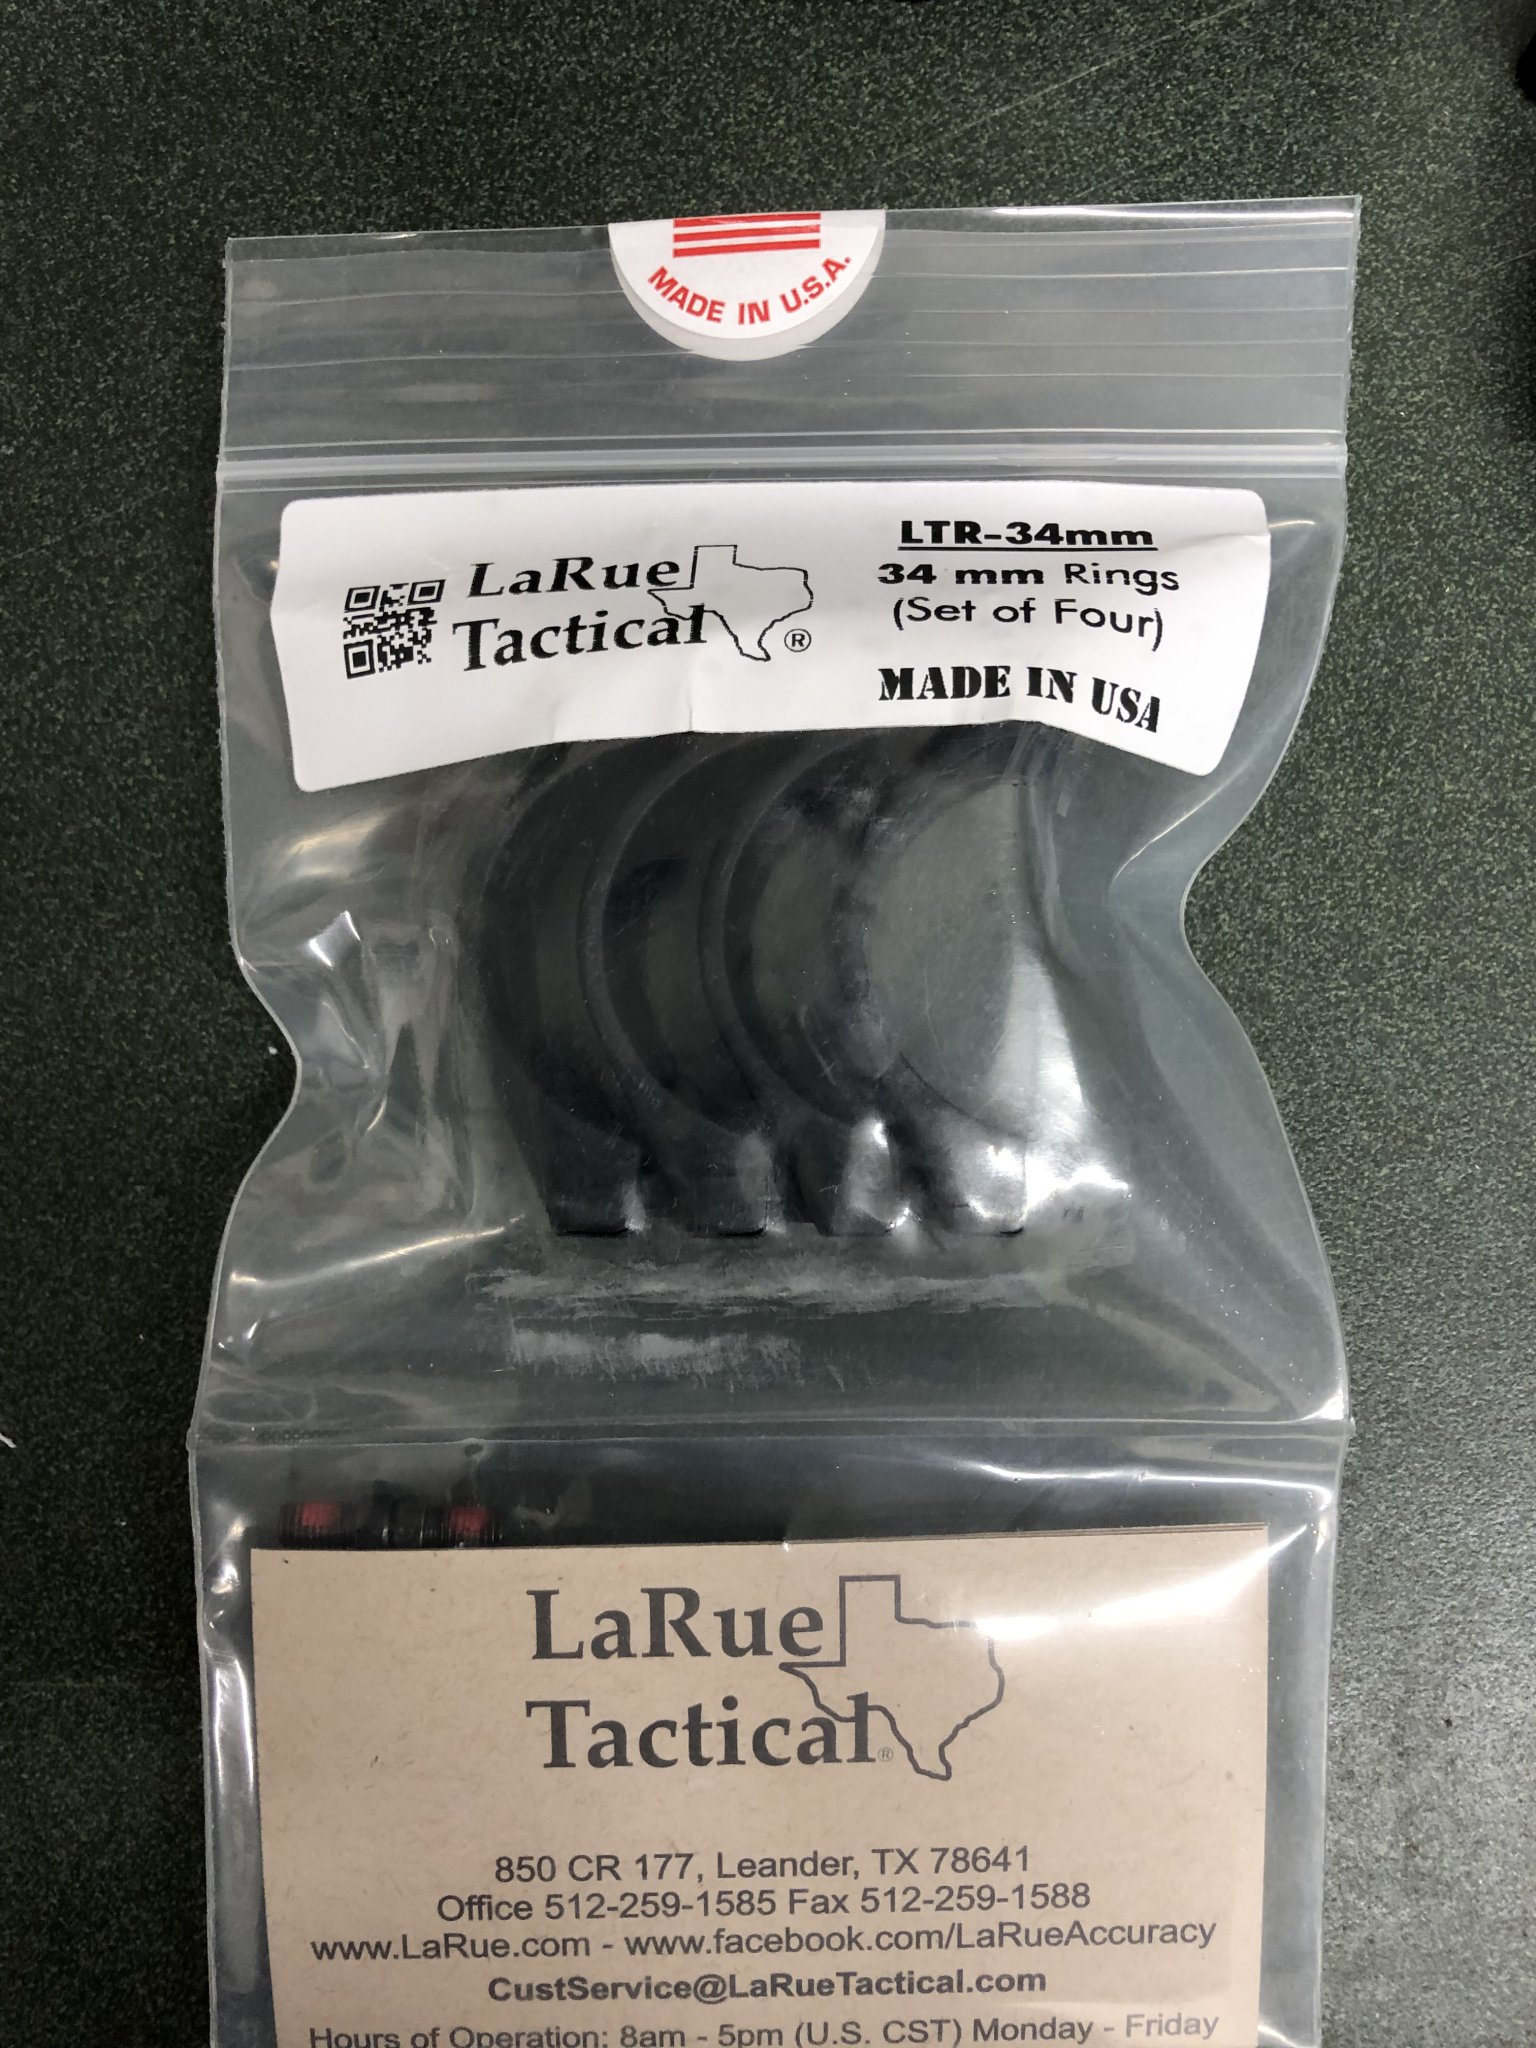 MADE IN U.S.A.
LaRue
Tactical®
LTR-34mm
34 mm Rings
(Set of Four)
MADE IN USA
LaRue
Tactical®
850 CR 177, Leander, TX 78641
Office 512-259-1585 Fax 512-259-1588
www.LaRue.com - www.facebook.com/LaRueAccuracy
CustService@LaRueTactical.com
Hours of Operation: 8am - 5pm (U.S. CST) Monday - Friday